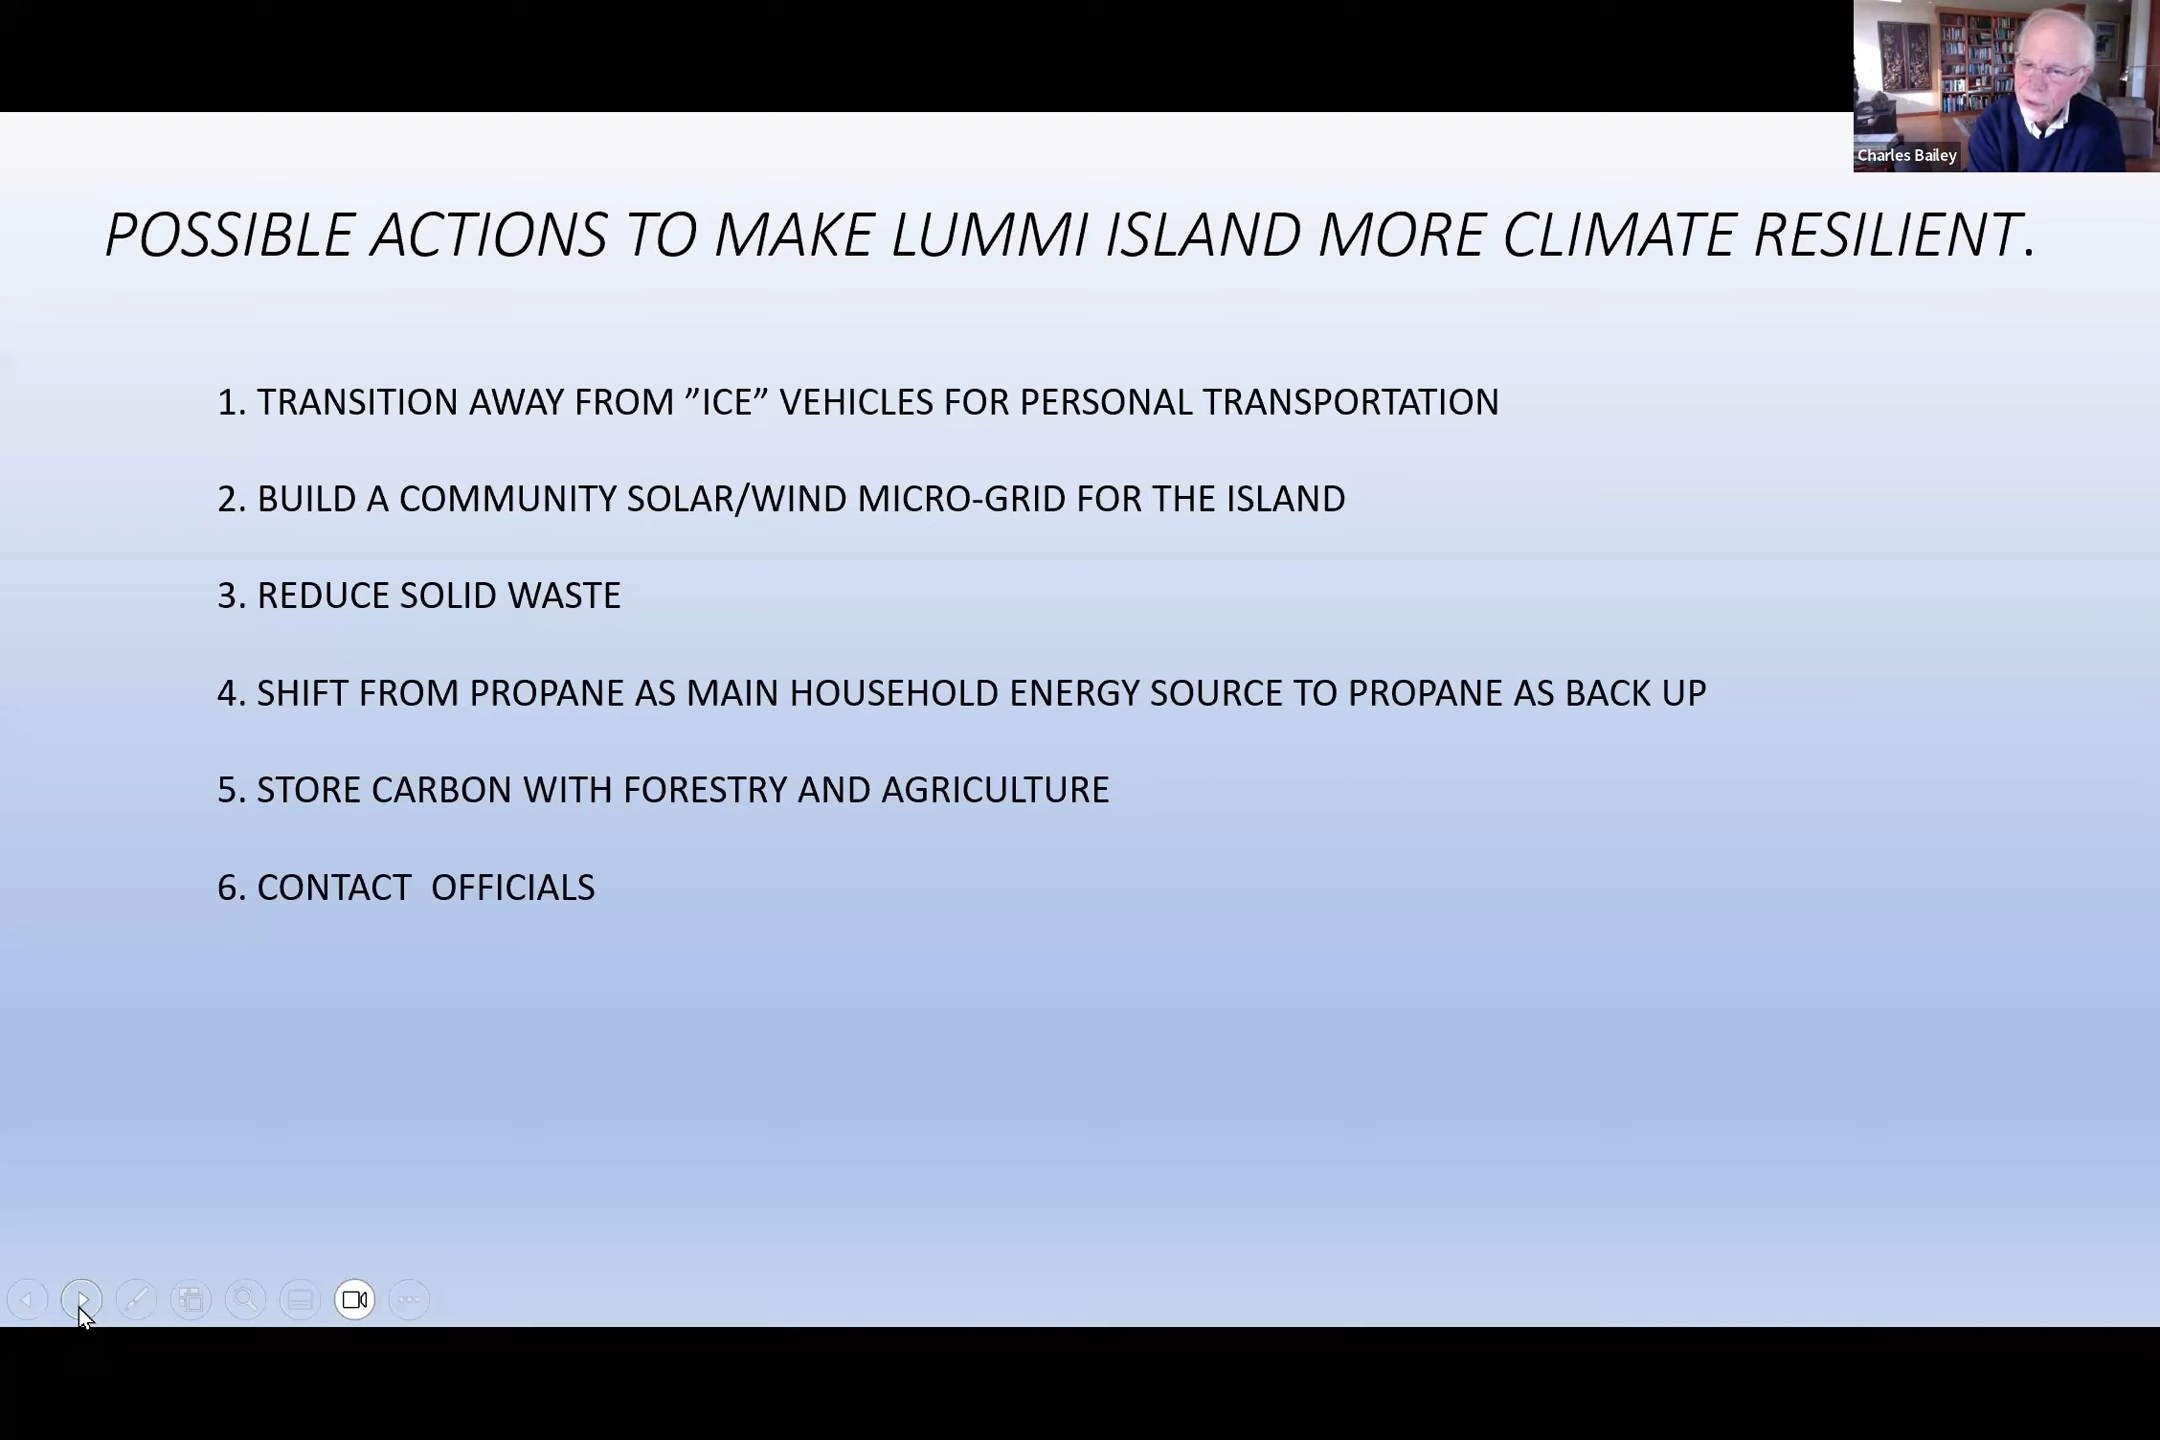 Charles Bailey
POSSIBLE ACTIONS TO MAKE LUMMI ISLAND MORE CLIMATE RESILIENT.
1. TRANSITION AWAY FROM ”ICE” VEHICLES FOR PERSONAL TRANSPORTATION
2. BUILD A COMMUNITY SOLAR/WIND MICRO-GRID FOR THE ISLAND
3. REDUCE SOLID WASTE
4. SHIFT FROM PROPANE AS MAIN HOUSEHOLD ENERGY SOURCE TO PROPANE AS BACK UP
5. STORE CARBON WITH FORESTRY AND AGRICULTURE
6. CONTACT  OFFICIALS